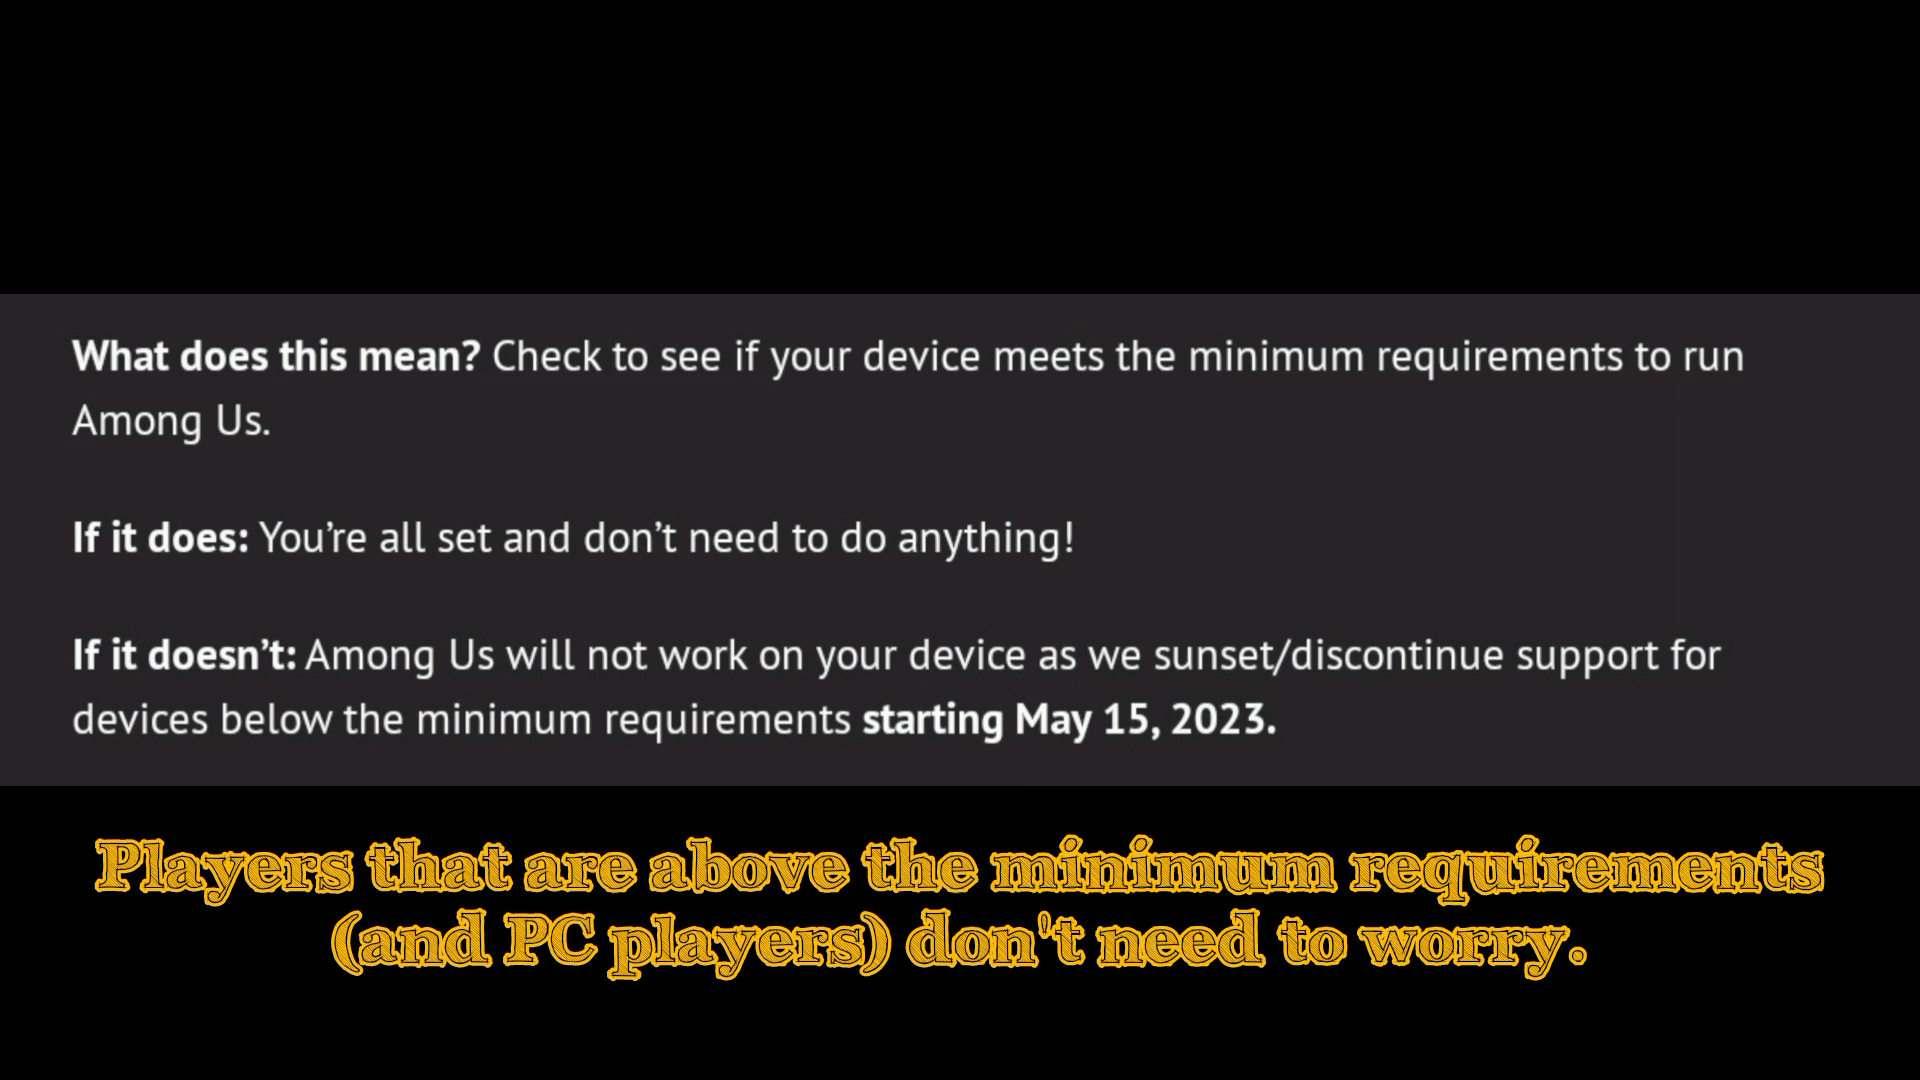 What does this mean? Check to see if your device meets the minimum requirements to run
Among Us.
If it does: You’re all set and don’t need to do anything!
If it doesn’t: Among Us will not work on your device as we sunset/discontinue support for
devices below the minimum requirements starting May 15, 2023.
Players that are above the minimum requirements
(and PC players) don't need to worry.